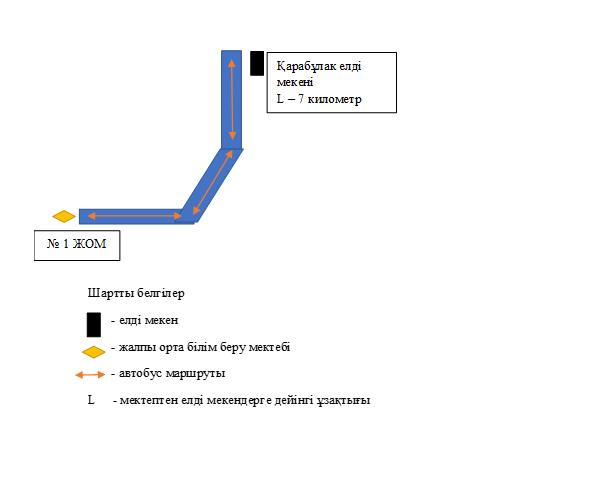 Қарабұлак елді
мекені
L – 7 километр
№ 1 ЖОМ
Шартты белгілер
- елді мекен
- жалпы орта білім беру мектебі
- автобус маршруты
L - мектептен елді мекендерге дейінгі ұзақтығы